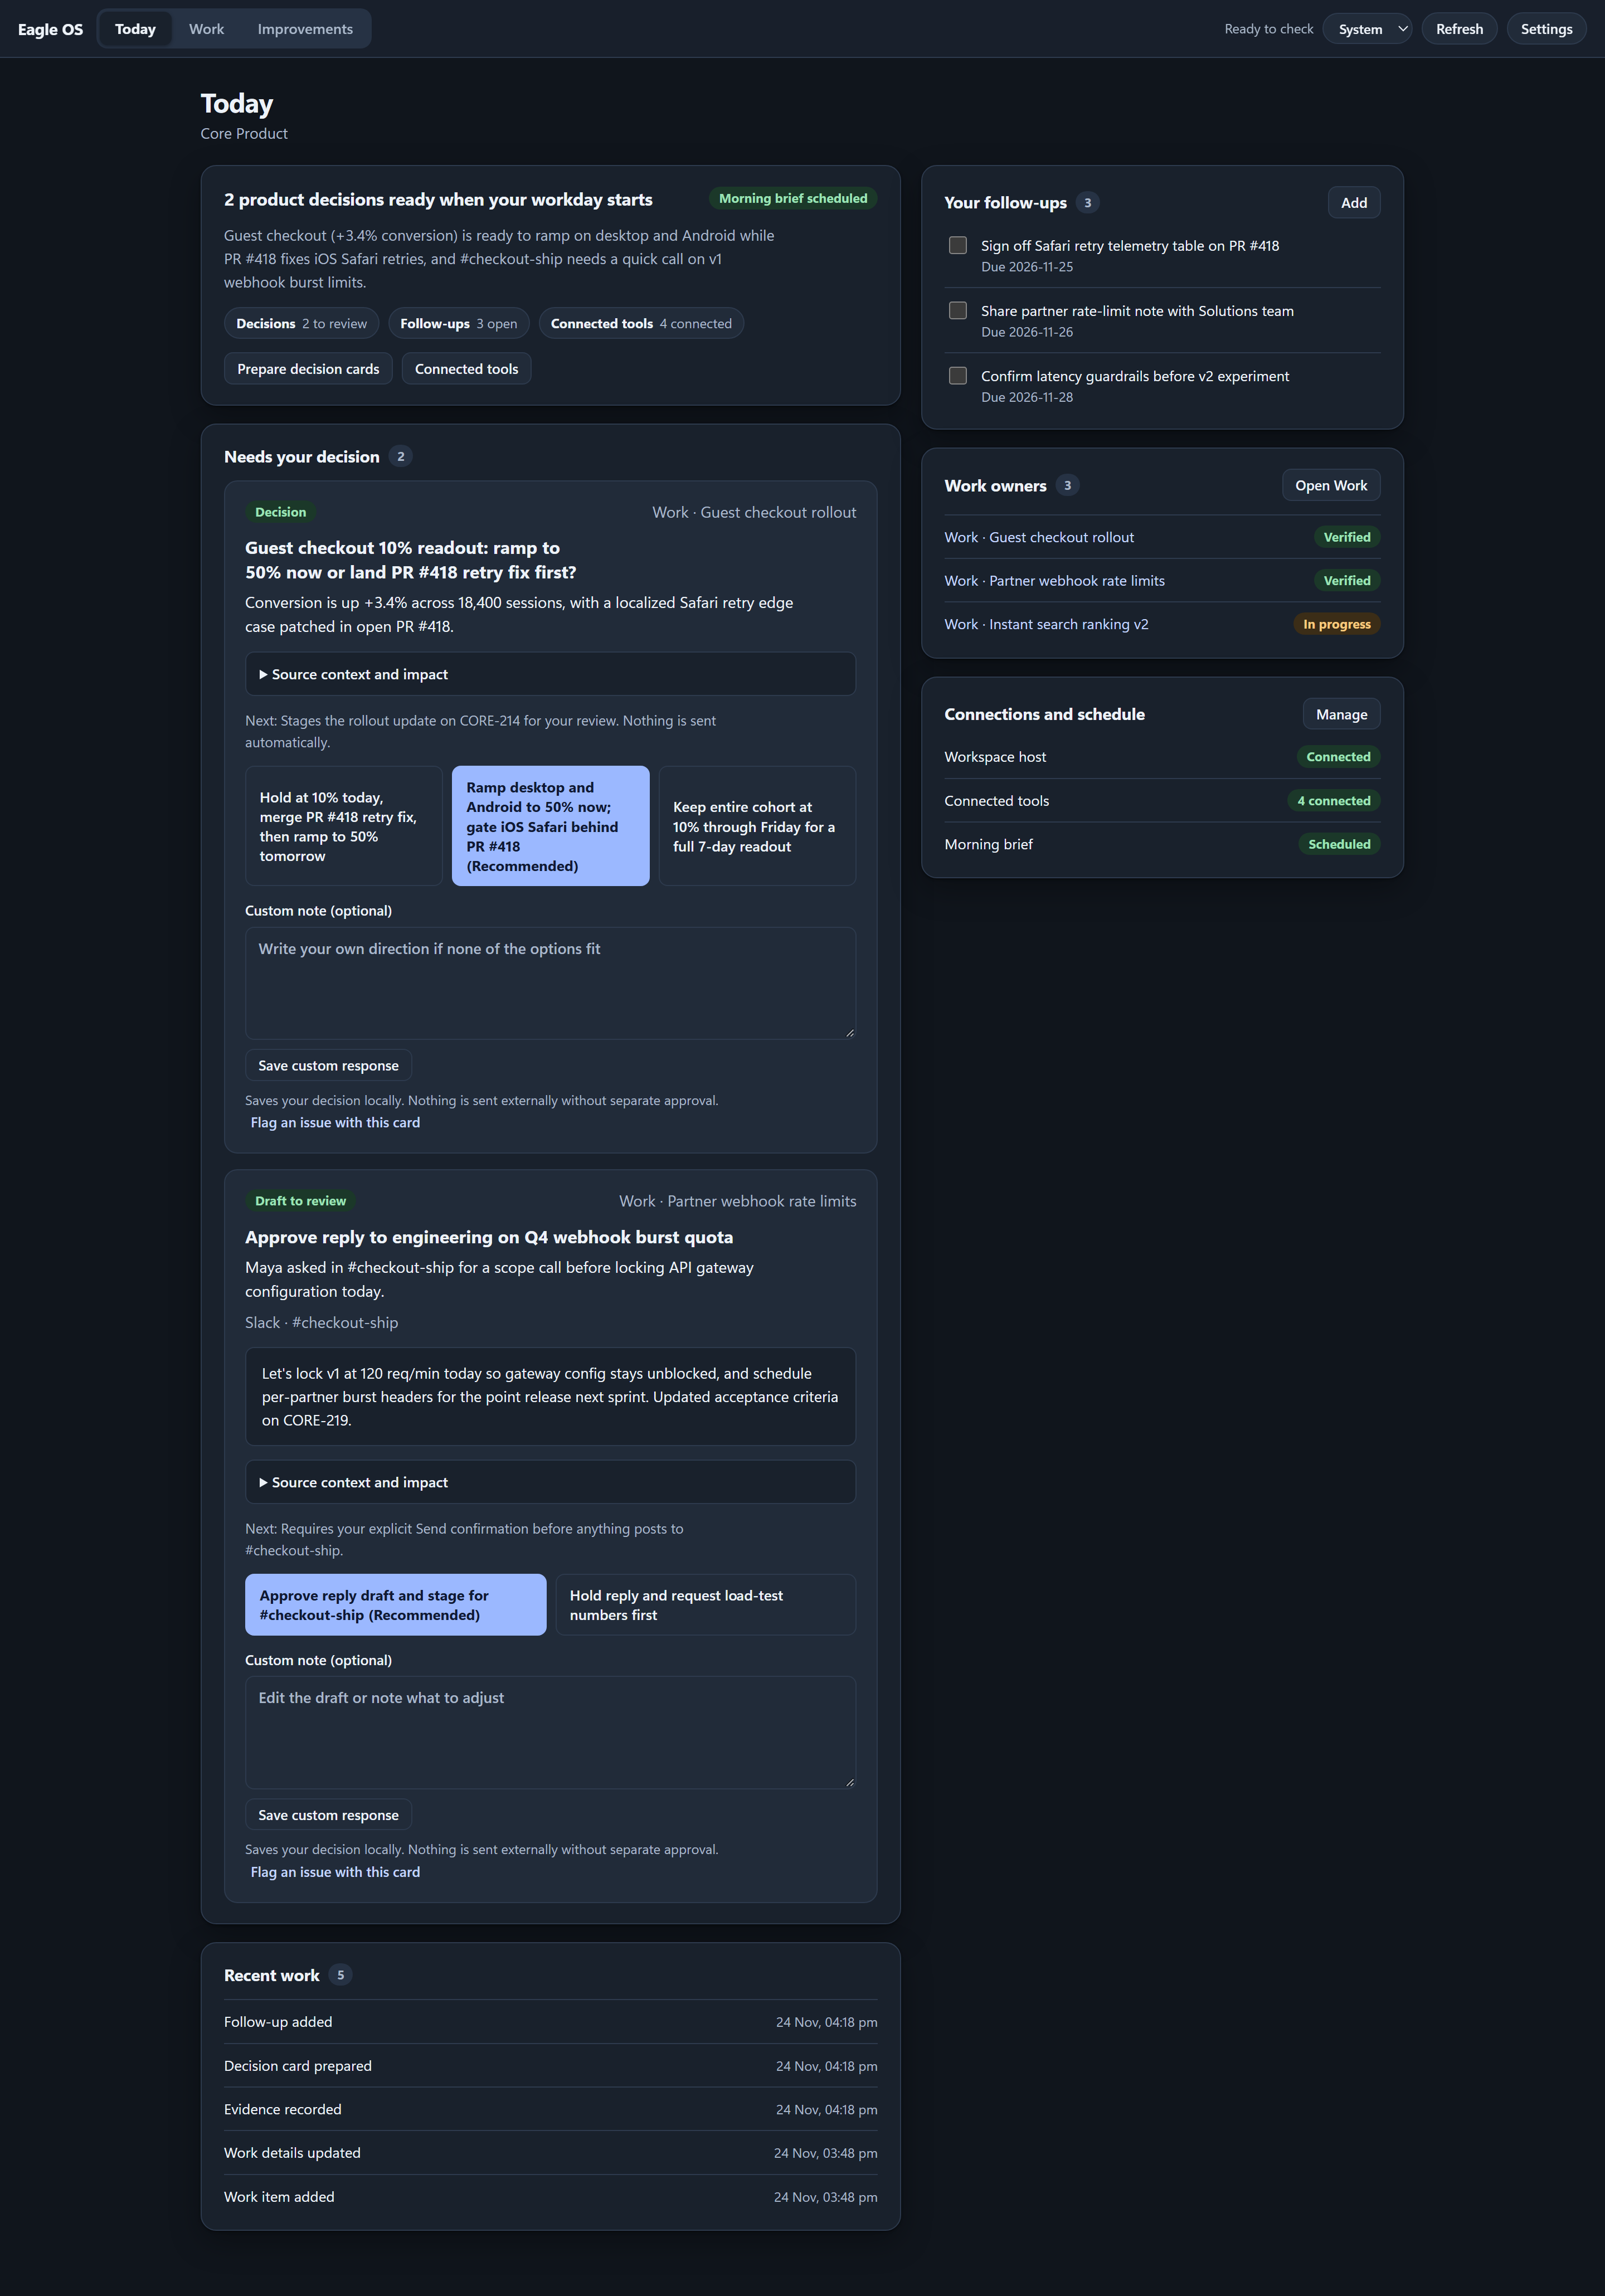 Eagle OS
Today
Work
Improvements
Ready to check
System
Refresh
Settings
Today
Core Product
2 product decisions ready when your workday starts
Morning brief scheduled
Guest checkout (+3.4% conversion) is ready to ramp on desktop and Android while
PR #418 fixes iOS Safari retries, and #checkout-ship needs a quick call on v1
webhook burst limits.
Decisions 2 to review
Follow-ups 3 open
Connected tools 4 connected
Prepare decision cards
Connected tools
Needs your decision 2
Decision
Work · Guest checkout rollout
Guest checkout 10% readout: ramp to
50% now or land PR #418 retry fix first?
Conversion is up +3.4% across 18,400 sessions, with a localized Safari retry edge
case patched in open PR #418.
Source context and impact
Next: Stages the rollout update on CORE-214 for your review. Nothing is sent
automatically.
Hold at 10% today,
merge PR #418 retry fix,
then ramp to 50%
tomorrow
Ramp desktop and
Android to 50% now;
gate iOS Safari behind
PR #418
(Recommended)
Keep entire cohort at
10% through Friday for a
full 7-day readout
Custom note (optional)
Write your own direction if none of the options fit
Save custom response
Saves your decision locally. Nothing is sent externally without separate approval.
Flag an issue with this card
Draft to review
Work · Partner webhook rate limits
Approve reply to engineering on Q4 webhook burst quota
Maya asked in #checkout-ship for a scope call before locking API gateway
configuration today.
Slack · #checkout-ship
Let's lock v1 at 120 req/min today so gateway config stays unblocked, and schedule
per-partner burst headers for the point release next sprint. Updated acceptance criteria
on CORE-219.
Source context and impact
Next: Requires your explicit Send confirmation before anything posts to
#checkout-ship.
Approve reply draft and stage for
#checkout-ship (Recommended)
Hold reply and request load-test
numbers first
Custom note (optional)
Edit the draft or note what to adjust
Save custom response
Saves your decision locally. Nothing is sent externally without separate approval.
Flag an issue with this card
Recent work 5
Follow-up added 24 Nov, 04:18 pm
Decision card prepared 24 Nov, 04:18 pm
Evidence recorded 24 Nov, 04:18 pm
Work details updated 24 Nov, 03:48 pm
Work item added 24 Nov, 03:48 pm
Your follow-ups 3
Add
Sign off Safari retry telemetry table on PR #418
Due 2026-11-25
Share partner rate-limit note with Solutions team
Due 2026-11-26
Confirm latency guardrails before v2 experiment
Due 2026-11-28
Work owners 3
Open Work
Work · Guest checkout rollout Verified
Work · Partner webhook rate limits Verified
Work · Instant search ranking v2 In progress
Connections and schedule
Manage
Workspace host Connected
Connected tools 4 connected
Morning brief Scheduled